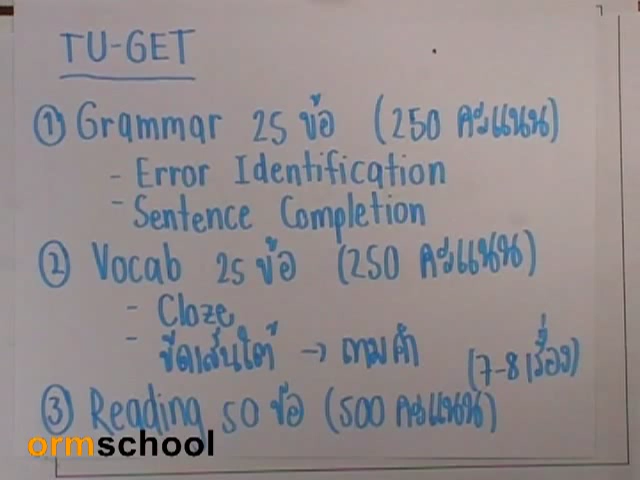 TU-GET
① Grammar 25 ข้อ (250 คะแนน)
- Error Identification
- Sentence Completion
② Vocab 25 ข้อ (250 คะแนน)
- Cloze
- ขีดเส้นใต้ → ถามคำ
(7-8 เรื่อง)
③ Reading 50 ข้อ (500 คะแนน)
ormschool